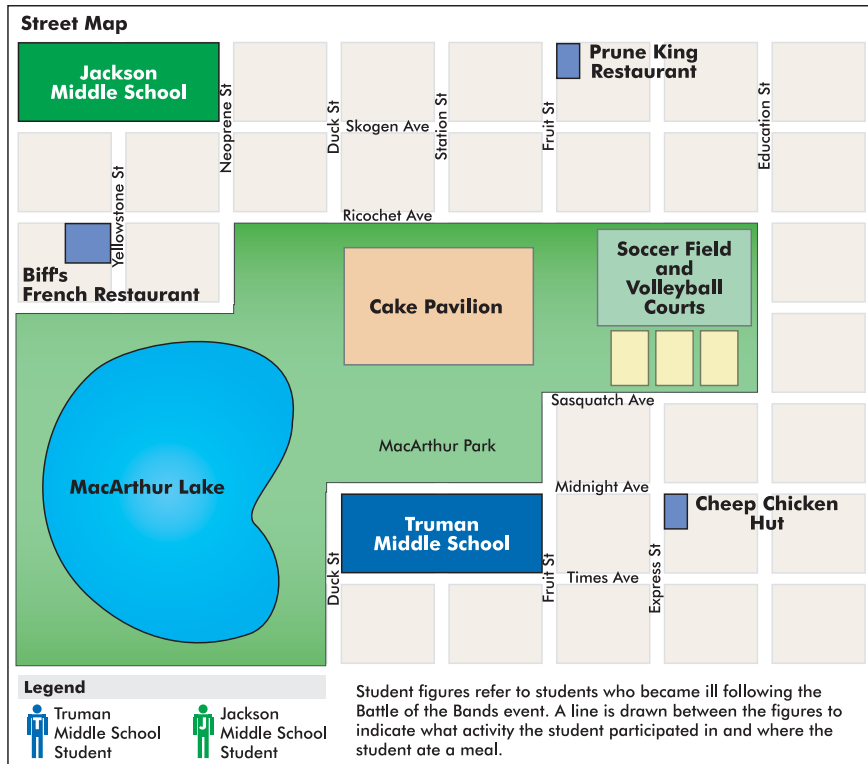 Street Map
Jackson
Middle School
Prune King
Restaurant
Neoprene St
Duck St
Station St
Fruit St
Education St
Skogen Ave
Yellowstone St
Ricochet Ave
Biff's
French Restaurant
Cake Pavilion
Soccer Field
and
Volleyball
Courts
Sasquatch Ave
MacArthur Park
MacArthur Lake
Midnight Ave
Truman
Middle School
Cheep Chicken
Hut
Duck St
Fruit St
Express St
Times Ave
Legend
T
Truman
Middle School
Student
J
Jackson
Middle School
Student
Student figures refer to students who became ill following the
Battle of the Bands event. A line is drawn between the figures to
indicate what activity the student participated in and where the
student ate a meal.